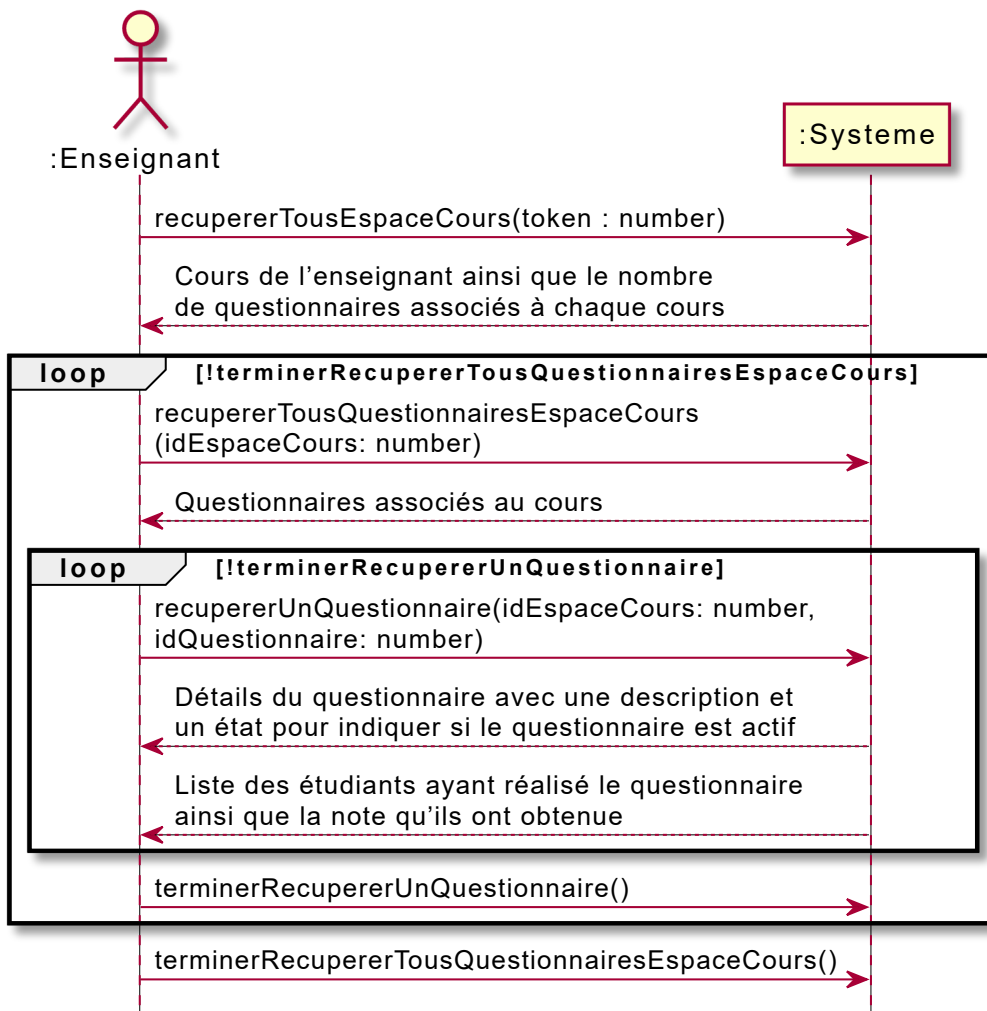 :Enseignant
:Systeme
recupererTousEspaceCours(token : number)
Cours de l'enseignant ainsi que le nombre
de questionnaires associés à chaque cours
loop [!terminerRecupererTousQuestionnairesEspaceCours]
recupererTousQuestionnairesEspaceCours
(idEspaceCours: number)
Questionnaires associés au cours
loop [!terminerRecupererUnQuestionnaire]
recupererUnQuestionnaire(idEspaceCours: number,
idQuestionnaire: number)
Détails du questionnaire avec une description et
un état pour indiquer si le questionnaire est actif
Liste des étudiants ayant réalisé le questionnaire
ainsi que la note qu'ils ont obtenue
terminerRecupererUnQuestionnaire()
terminerRecupererTousQuestionnairesEspaceCours()